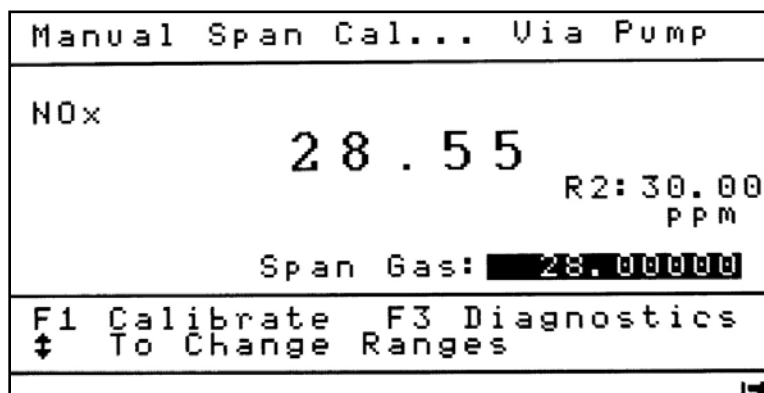 Manual Span Cal... Via Pump
NOx
28.55
R2:30.00
ppm
Span Gas: 28.00000
F1 Calibrate F3 Diagnostics
↕ To Change Ranges